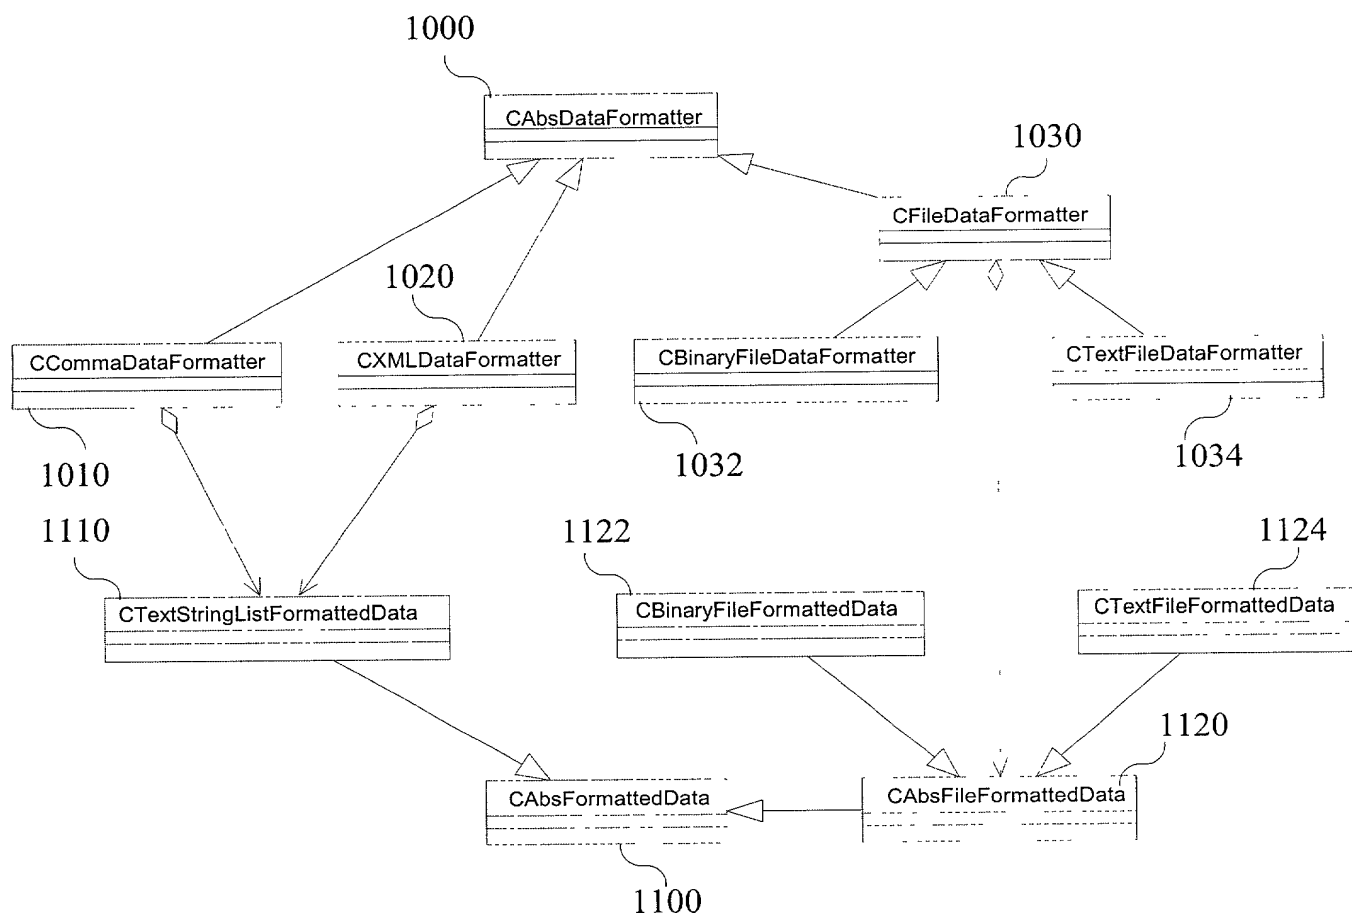 1000
CAbsDataFormatter
1030
CFileDataFormatter
1020
CCommaDataFormatter
CXMLDataFormatter
CBinaryFileDataFormatter
CTextFileDataFormatter
1010
1032
1034
1110
1122
1124
CTextStringListFormattedData
CBinaryFileFormattedData
CTextFileFormattedData
1120
CAbsFormattedData
CAbsFileFormattedData
1100